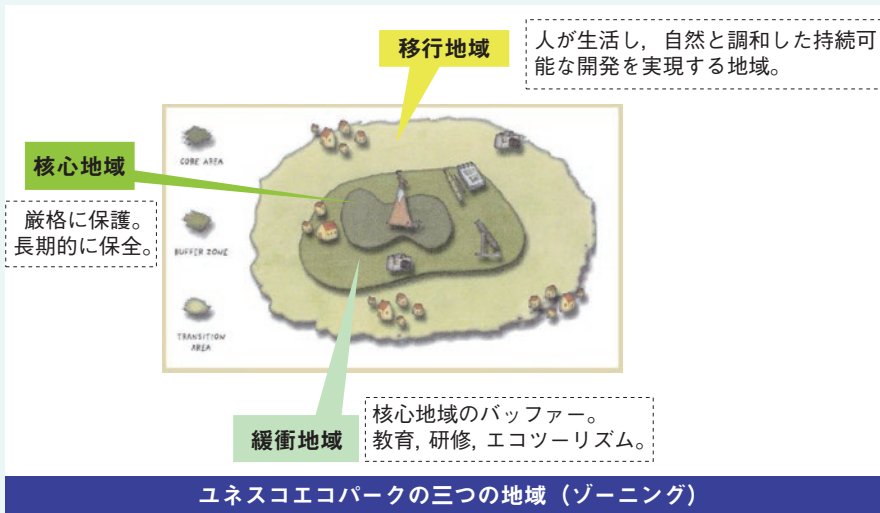 移行地域
人が生活し，自然と調和した持続可
能な開発を実現する地域。
核心地域
厳格に保護。
長期的に保全。
CORE AREA
BUFFER ZONE
TRANSITION
AREA
緩衝地域
核心地域のバッファー。
教育，研修，エコツーリズム。
ユネスコエコパークの三つの地域（ゾーニング）